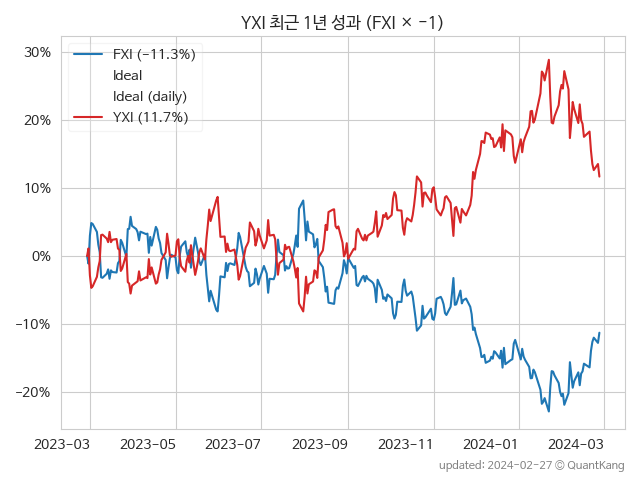 YXI 최근 1년 성과 (FXI × -1)
FXI (-11.3%)
Ideal
Ideal (daily)
YXI (11.7%)
30%
20%
10%
0%
-10%
-20%
2023-03 2023-05 2023-07 2023-09 2023-11 2024-01 2024-03
updated: 2024-02-27 © QuantKang